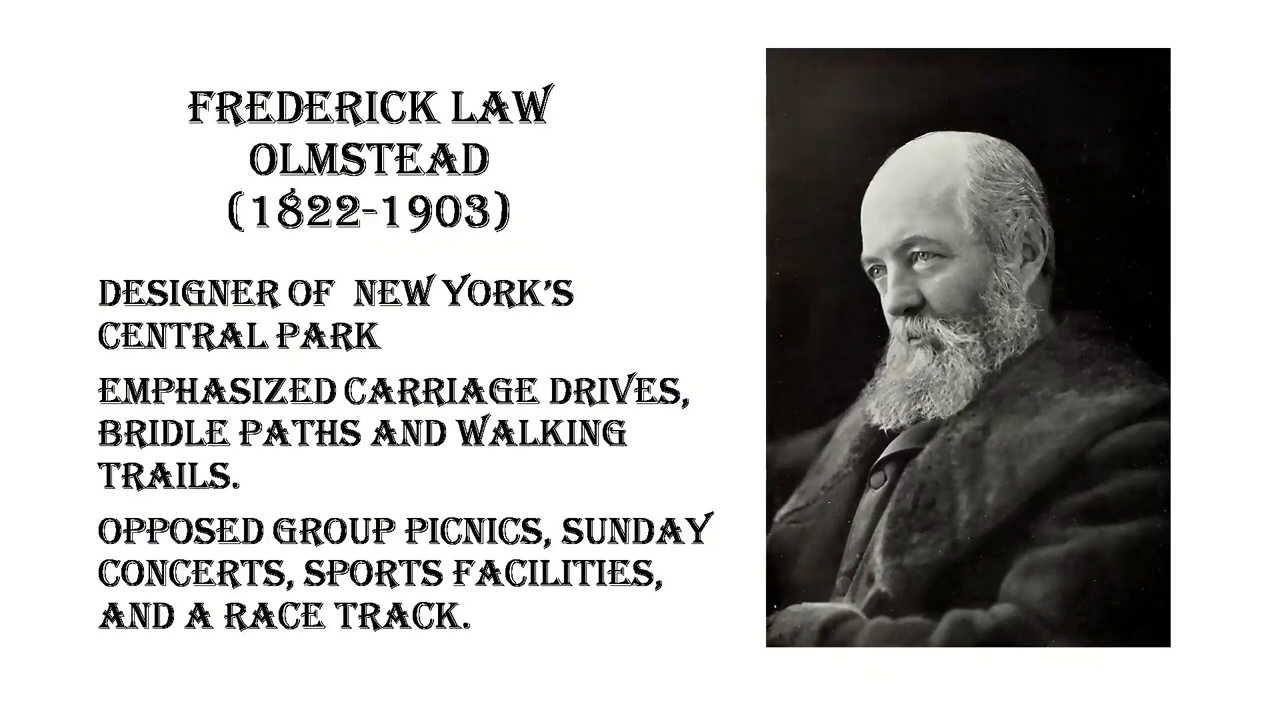 FREDERICK LAW
OLMSTEAD
(1822-1903)
DESIGNER OF NEW YORK'S
CENTRAL PARK
EMPHASIZED CARRIAGE DRIVES,
BRIDLE PATHS AND WALKING
TRAILS.
OPPOSED GROUP PICNICS, SUNDAY
CONCERTS, SPORTS FACILITIES,
AND A RACE TRACK.